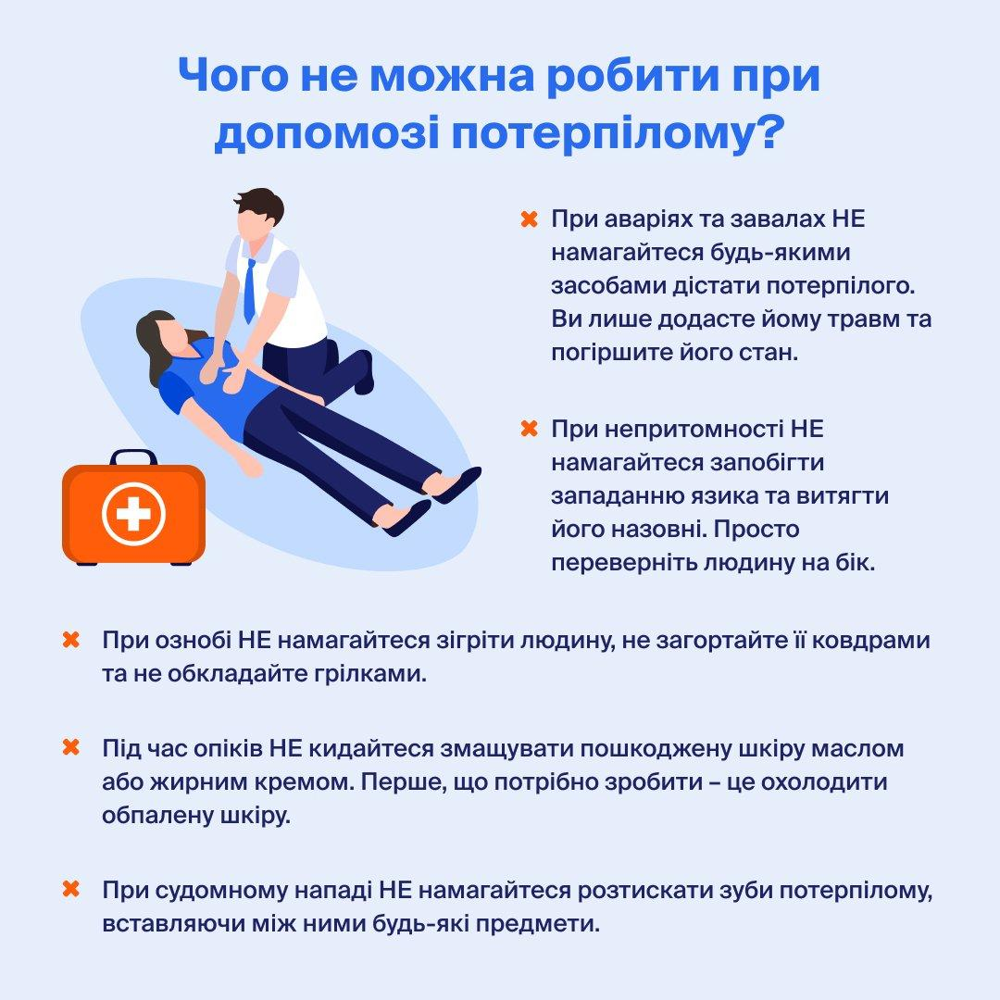 Чого не можна робити при
допомозі потерпілому?
При аваріях та завалах НЕ
намагайтеся будь-якими
засобами дістати потерпілого.
Ви лише додасте йому травм та
погіршите його стан.
При непритомності НЕ
намагайтеся запобігти
западанню язика та витягти
його назовні. Просто
переверніть людину на бік.
При ознобі НЕ намагайтеся зігріти людину, не загортайте її ковдрами
та не обкладайте грілками.
Під час опіків НЕ кидайтеся змащувати пошкоджену шкіру маслом
або жирним кремом. Перше, що потрібно зробити – це охолодити
обпалену шкіру.
При судомному нападі НЕ намагайтеся розтискати зуби потерпілому,
вставляючи між ними будь-які предмети.